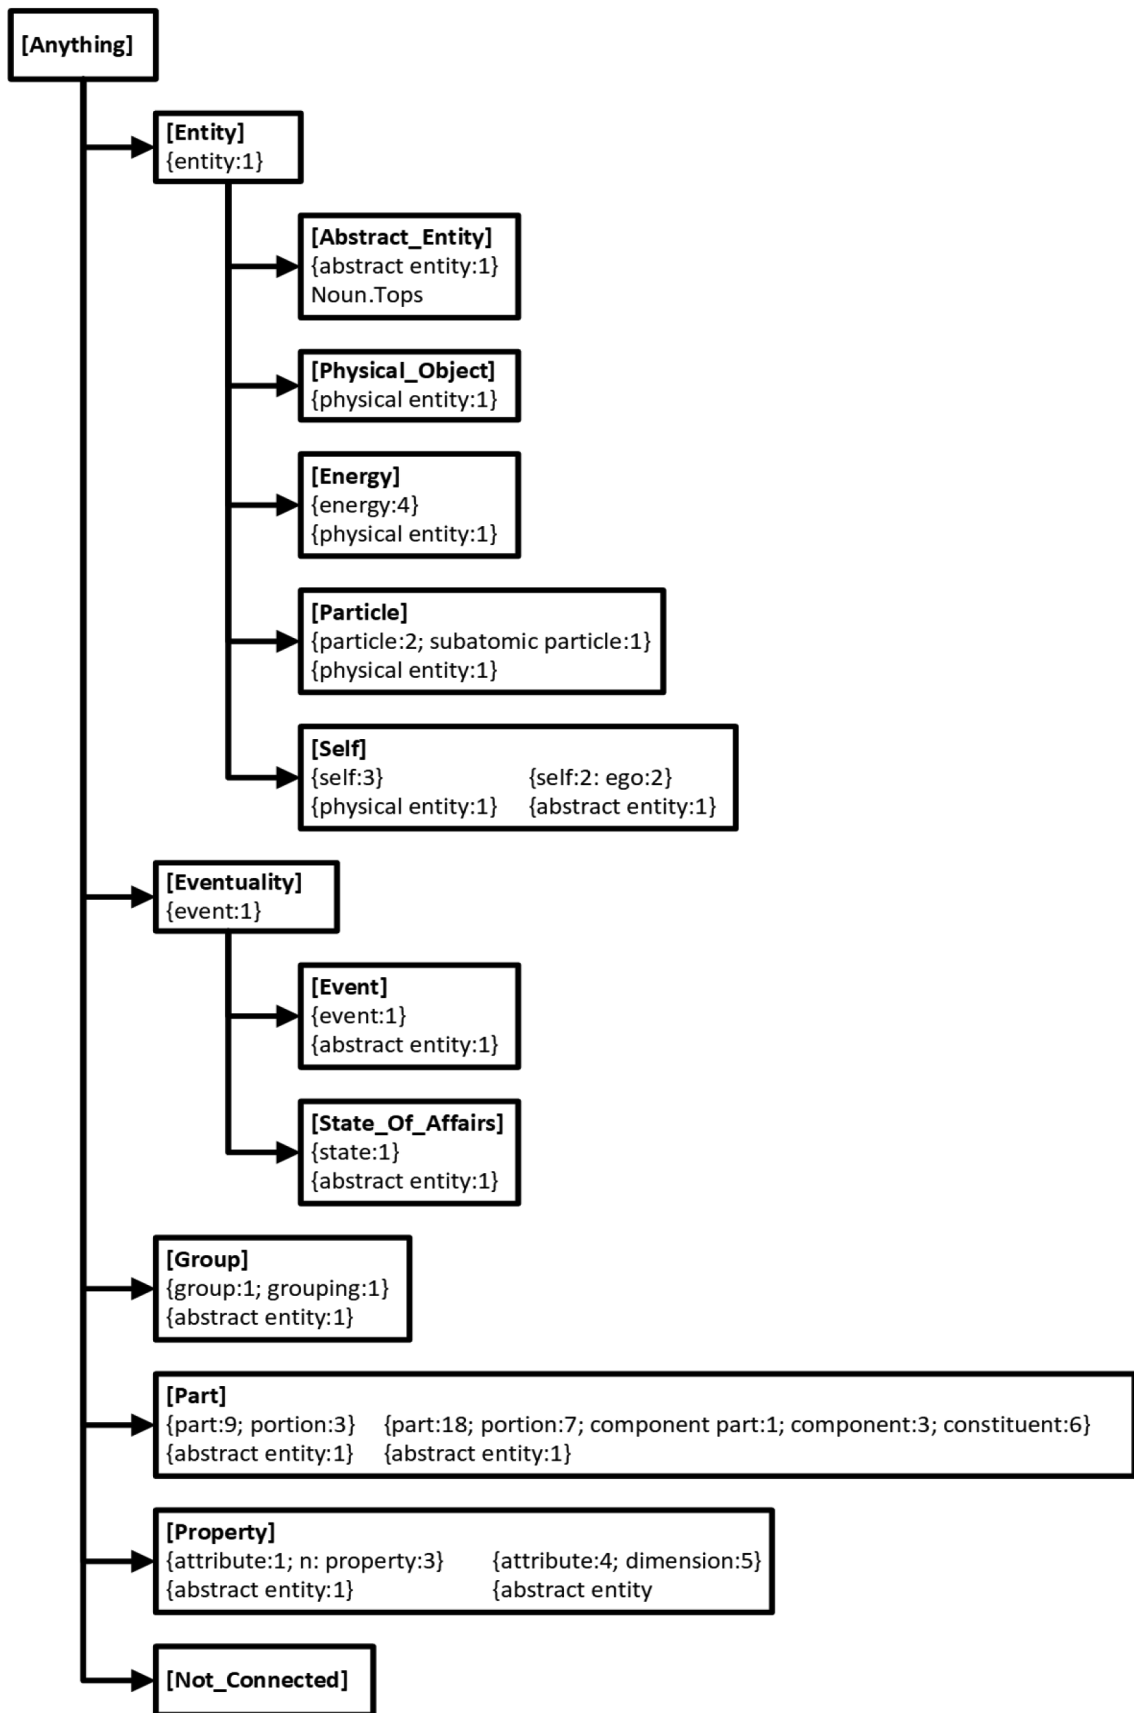 [Anything]
[Entity]
{entity:1}
[Abstract_Entity]
{abstract entity:1}
Noun.Tops
[Physical_Object]
{physical entity:1}
[Energy]
{energy:4}
{physical entity:1}
[Particle]
{particle:2; subatomic particle:1}
{physical entity:1}
[Self]
{self:3} {self:2: ego:2}
{physical entity:1} {abstract entity:1}
[Eventuality]
{event:1}
[Event]
{event:1}
{abstract entity:1}
[State_Of_Affairs]
{state:1}
{abstract entity:1}
[Group]
{group:1; grouping:1}
{abstract entity:1}
[Part]
{part:9; portion:3} {part:18; portion:7; component part:1; component:3; constituent:6}
{abstract entity:1} {abstract entity:1}
[Property]
{attribute:1; n: property:3} {attribute:4; dimension:5}
{abstract entity:1} {abstract entity
[Not_Connected]